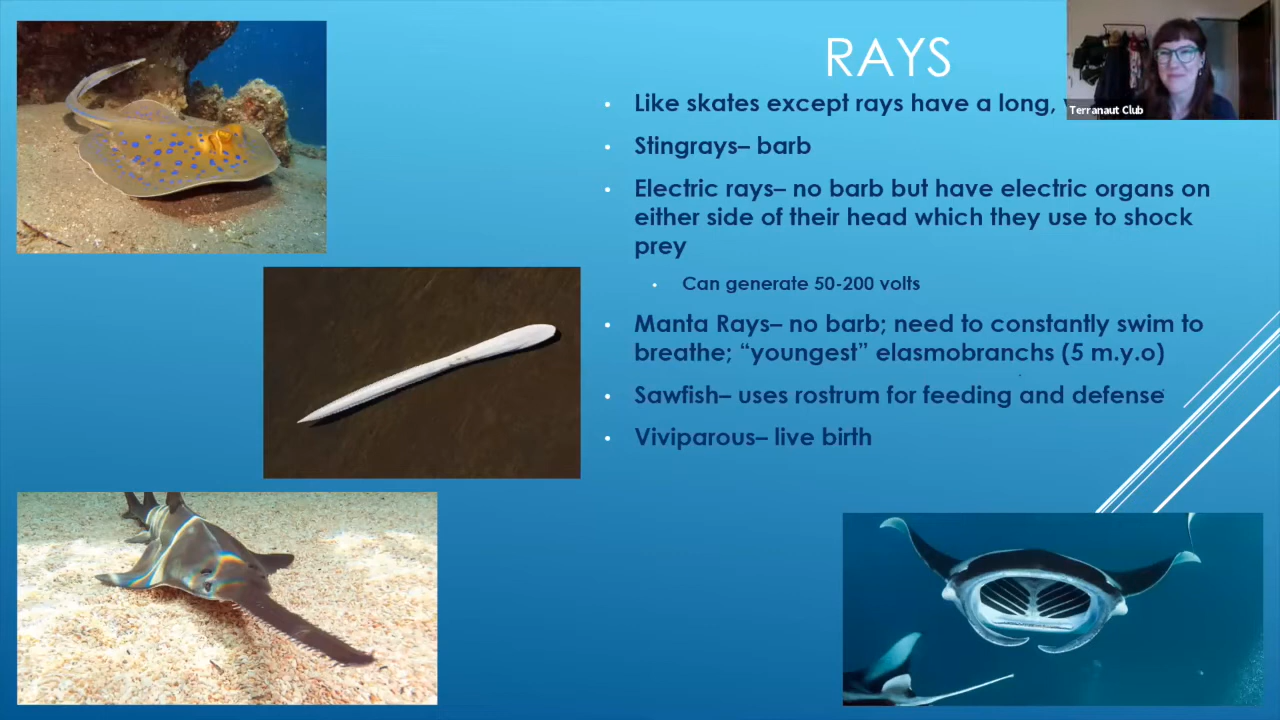 RAYS
Like skates except rays have a long,
Stingrays– barb
Electric rays– no barb but have electric organs on
either side of their head which they use to shock
prey
Can generate 50-200 volts
Manta Rays– no barb; need to constantly swim to
breathe; “youngest” elasmobranchs (5 m.y.o)
Sawfish– uses rostrum for feeding and defense
Viviparous– live birth
Terranaut Club